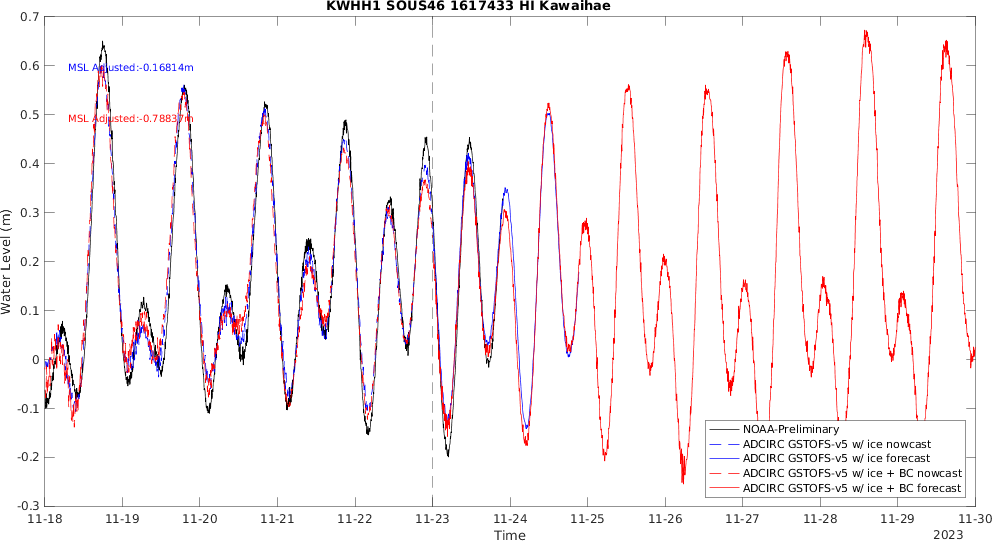 KWHH1 SOUS46 1617433 HI Kawaihae
0.7
0.6
0.5
0.4
0.3
0.2
0.1
0
-0.1
-0.2
-0.3
Water Level (m)
MSL Adjusted:-0.16814m
MSL Adjusted:-0.78837m
NOAA-Preliminary
ADCIRC GSTOFS-v5 w/ ice nowcast
ADCIRC GSTOFS-v5 w/ ice forecast
ADCIRC GSTOFS-v5 w/ ice + BC nowcast
ADCIRC GSTOFS-v5 w/ ice + BC forecast
11-18 11-19 11-20 11-21 11-22 11-23 11-24 11-25 11-26 11-27 11-28 11-29 11-30
Time
2023